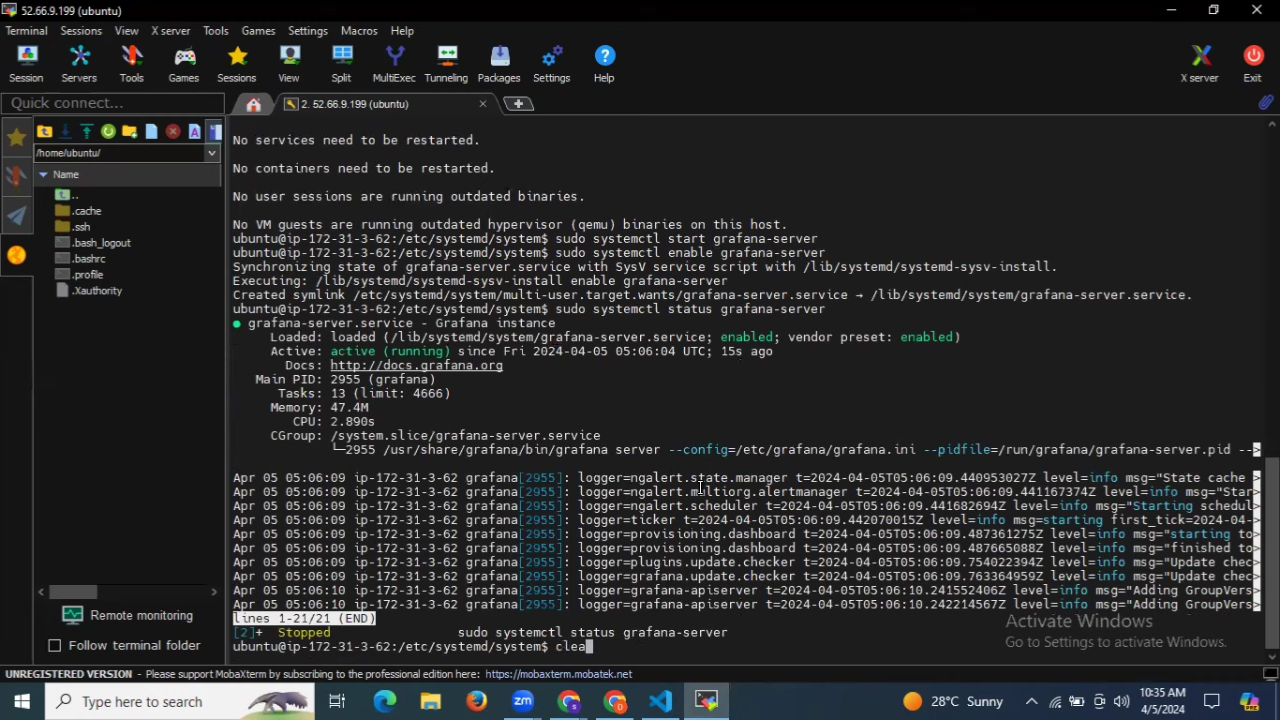 52.66.9.199 (ubuntu)
Terminal Sessions View X server Tools Games Settings Macros Help
Session Servers Tools Games Sessions View Split MultiExec Tunneling Packages Settings Help X server Exit
Quick connect...
2. 52.66.9.199 (ubuntu)
/home/ubuntu/
Name
..
.cache
.ssh
.bash_logout
.bashrc
.profile
.Xauthority
Remote monitoring
Follow terminal folder
No services need to be restarted.
No containers need to be restarted.
No user sessions are running outdated binaries.
No VM guests are running outdated hypervisor (qemu) binaries on this host.
ubuntu@ip-172-31-3-62:/etc/systemd/system$ sudo systemctl start grafana-server
ubuntu@ip-172-31-3-62:/etc/systemd/system$ sudo systemctl enable grafana-server
Synchronizing state of grafana-server.service with SysV service script with /lib/systemd/systemd-sysv-install.
Executing: /lib/systemd/systemd-sysv-install enable grafana-server
Created symlink /etc/systemd/system/multi-user.target.wants/grafana-server.service → /lib/systemd/system/grafana-server.service.
ubuntu@ip-172-31-3-62:/etc/systemd/system$ sudo systemctl status grafana-server
● grafana-server.service - Grafana instance
Loaded: loaded (/lib/systemd/system/grafana-server.service; enabled; vendor preset: enabled)
Active: active (running) since Fri 2024-04-05 05:06:04 UTC; 15s ago
Docs: http://docs.grafana.org
Main PID: 2955 (grafana)
Tasks: 13 (limit: 4666)
Memory: 47.4M
CPU: 2.890s
CGroup: /system.slice/grafana-server.service
└─2955 /usr/share/grafana/bin/grafana server --config=/etc/grafana/grafana.ini --pidfile=/run/grafana/grafana-server.pid -->
Apr 05 05:06:09 ip-172-31-3-62 grafana[2955]: logger=ngalert.state.manager t=2024-04-05T05:06:09.440953027Z level=info msg="State cache >
Apr 05 05:06:09 ip-172-31-3-62 grafana[2955]: logger=ngalert.multiorg.alertmanager t=2024-04-05T05:06:09.441167374Z level=info msg="Star>
Apr 05 05:06:09 ip-172-31-3-62 grafana[2955]: logger=ngalert.scheduler t=2024-04-05T05:06:09.441682694Z level=info msg="Starting schedul>
Apr 05 05:06:09 ip-172-31-3-62 grafana[2955]: logger=ticker t=2024-04-05T05:06:09.442070015Z level=info msg=starting first_tick=2024-04->
Apr 05 05:06:09 ip-172-31-3-62 grafana[2955]: logger=provisioning.dashboard t=2024-04-05T05:06:09.487361275Z level=info msg="starting to>
Apr 05 05:06:09 ip-172-31-3-62 grafana[2955]: logger=provisioning.dashboard t=2024-04-05T05:06:09.487665088Z level=info msg="finished to>
Apr 05 05:06:09 ip-172-31-3-62 grafana[2955]: logger=plugins.update.checker t=2024-04-05T05:06:09.754022394Z level=info msg="Update chec>
Apr 05 05:06:09 ip-172-31-3-62 grafana[2955]: logger=grafana.update.checker t=2024-04-05T05:06:09.763364959Z level=info msg="Update chec>
Apr 05 05:06:10 ip-172-31-3-62 grafana[2955]: logger=grafana-apiserver t=2024-04-05T05:06:10.241552406Z level=info msg="Adding GroupVers>
Apr 05 05:06:10 ip-172-31-3-62 grafana[2955]: logger=grafana-apiserver t=2024-04-05T05:06:10.242214567Z level=info msg="Adding GroupVers>
lines 1-21/21 (END)
[2]+ Stopped sudo systemctl status grafana-server
ubuntu@ip-172-31-3-62:/etc/systemd/system$ clea
Activate Windows
Go to Settings to activate Windows.
UNREGISTERED VERSION - Please support MobaXterm by subscribing to the professional edition here: https://mobaxterm.mobatek.net
Type here to search
28°C Sunny
10:35 AM
4/5/2024